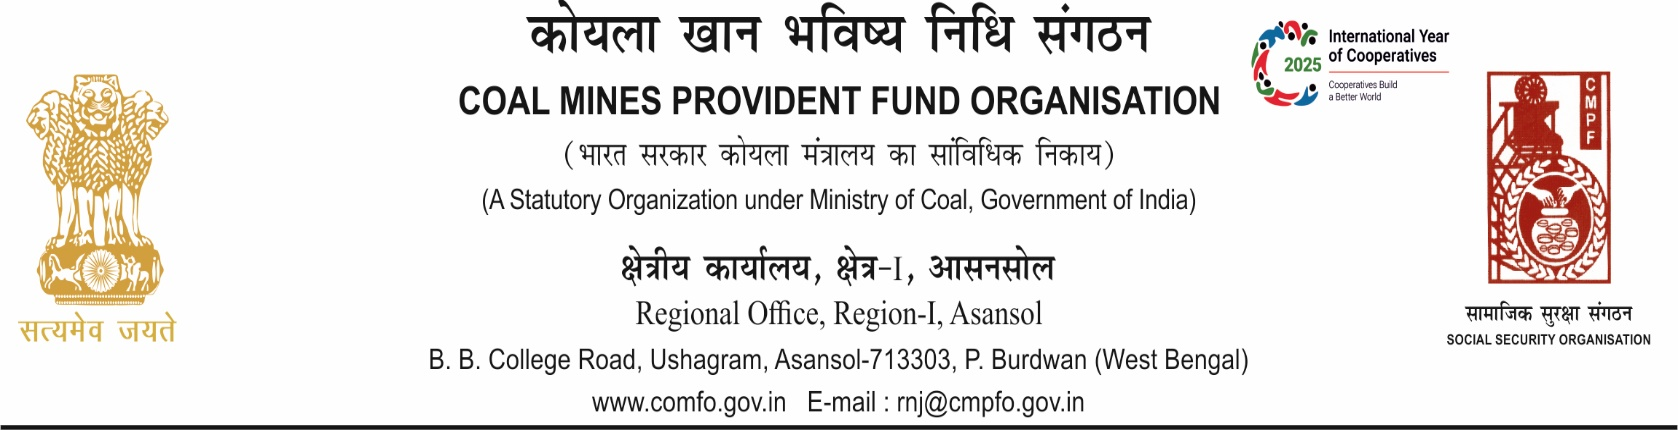 कोयला खान भविष्य निधि संगठन
COAL MINES PROVIDENT FUND ORGANISATION
(भारत सरकार कोयला मंत्रालय का सांविधिक निकाय)
(A Statutory Organization under Ministry of Coal, Government of India)
क्षेत्रीय कार्यालय, क्षेत्र-I, आसनसोल
Regional Office, Region-I, Asansol
B. B. College Road, Ushagram, Asansol-713303, P. Burdwan (West Bengal)
www.comfo.gov.in E-mail : rnj@cmpfo.gov.in
सत्यमेव जयते
2025
International Year
of Cooperatives
Cooperatives Build
a Better World
CMPF
सामाजिक सुरक्षा संगठन
SOCIAL SECURITY ORGANISATION